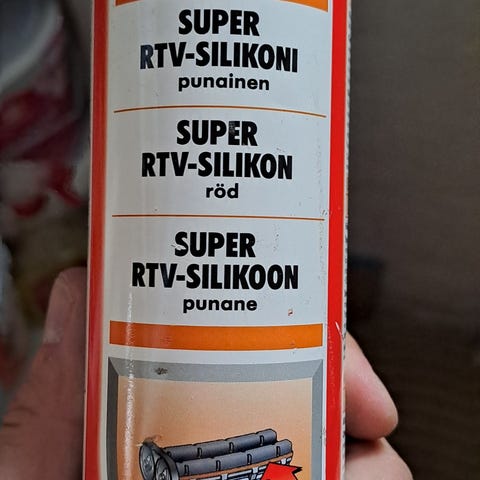 SUPER
RTV-SILIKONI
punainen
SUPER
RTV-SILIKON
röd
SUPER
RTV-SILIKOON
punane